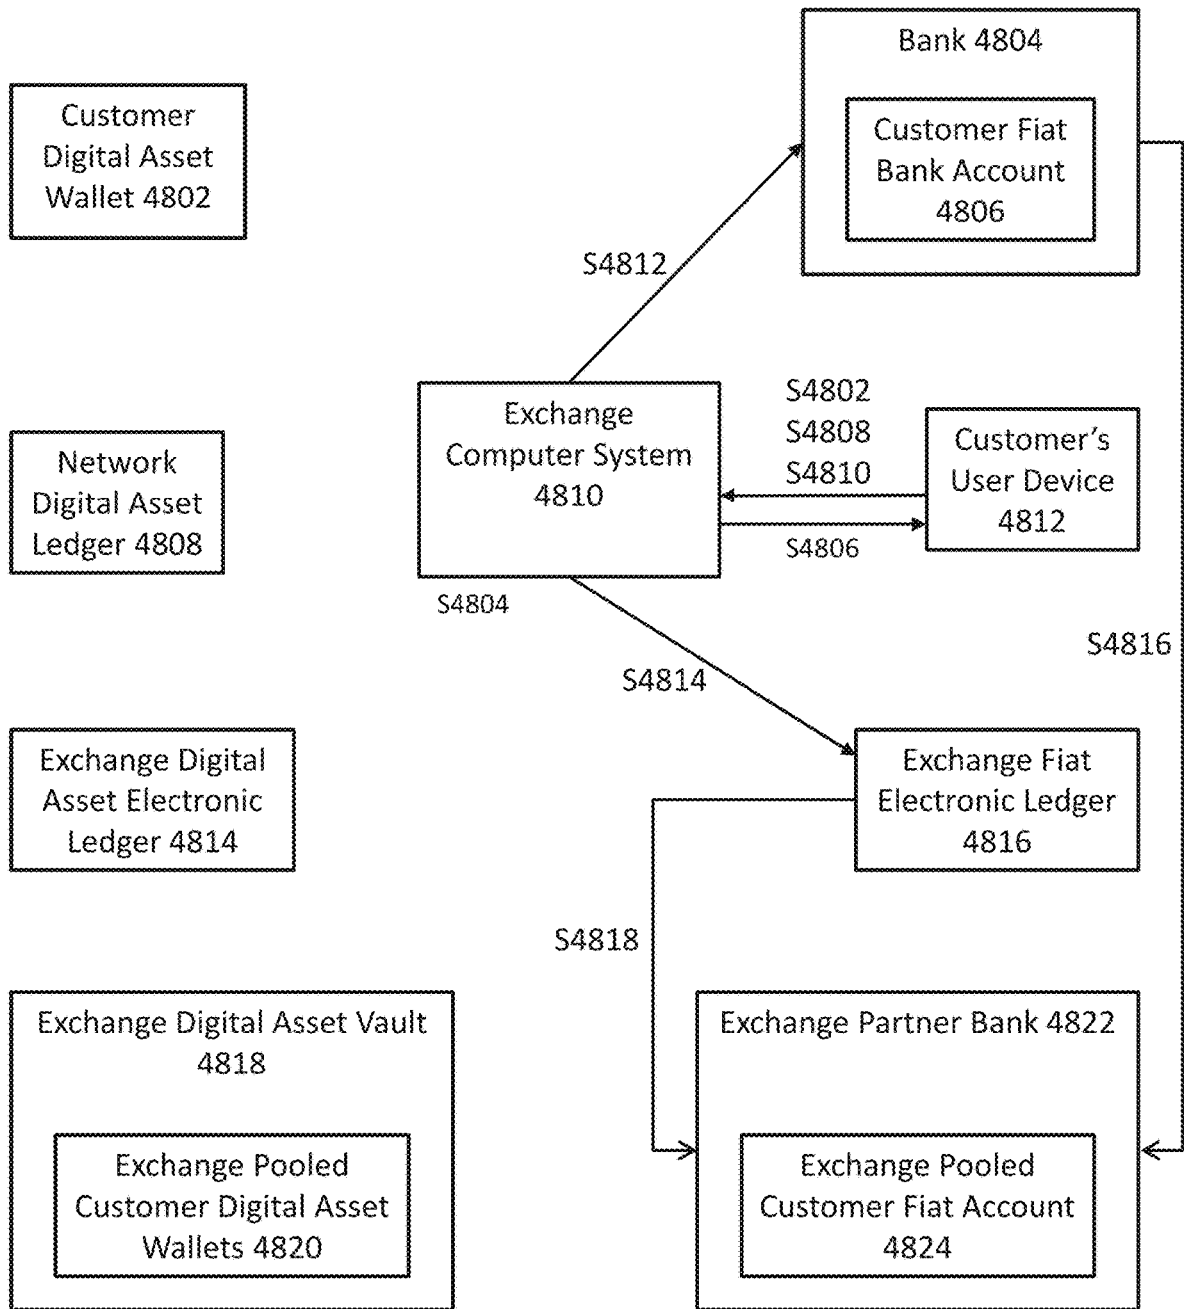 Bank 4804
Customer
Digital Asset
Wallet 4802
Customer Fiat
Bank Account
4806
S4812
Exchange
Computer System
4810
S4802
S4808
S4810
Customer's
User Device
4812
Network
Digital Asset
Ledger 4808
S4806
S4804
S4816
S4814
Exchange Digital
Asset Electronic
Ledger 4814
Exchange Fiat
Electronic Ledger
4816
S4818
Exchange Digital Asset Vault
4818
Exchange Partner Bank 4822
Exchange Pooled
Customer Digital Asset
Wallets 4820
Exchange Pooled
Customer Fiat Account
4824